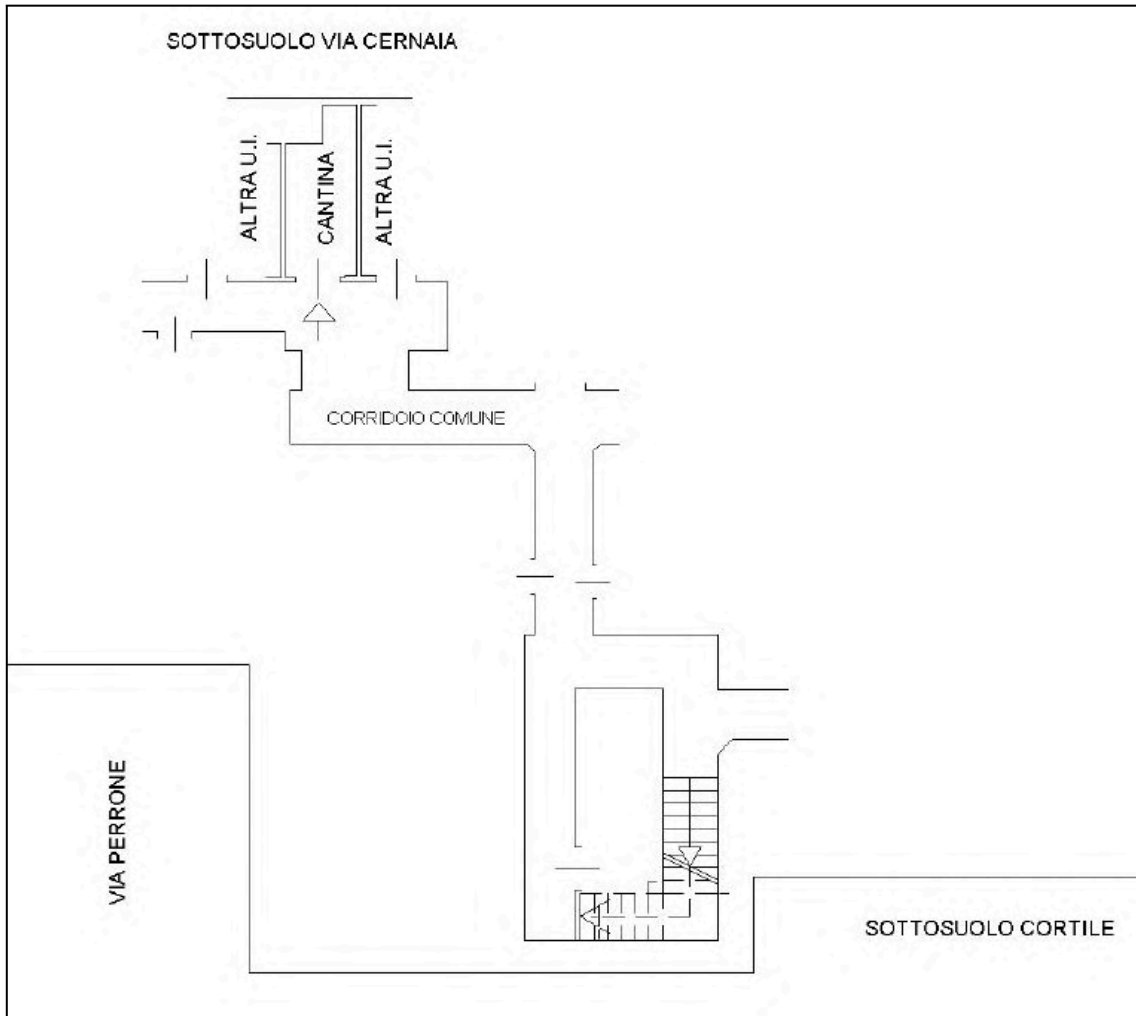 SOTTOSUOLO VIA CERNAIA
ALTRA U.I.
CANTINA
ALTRA U.I.
CORRIDOIO COMUNE
VIA PERRONE
SOTTOSUOLO CORTILE